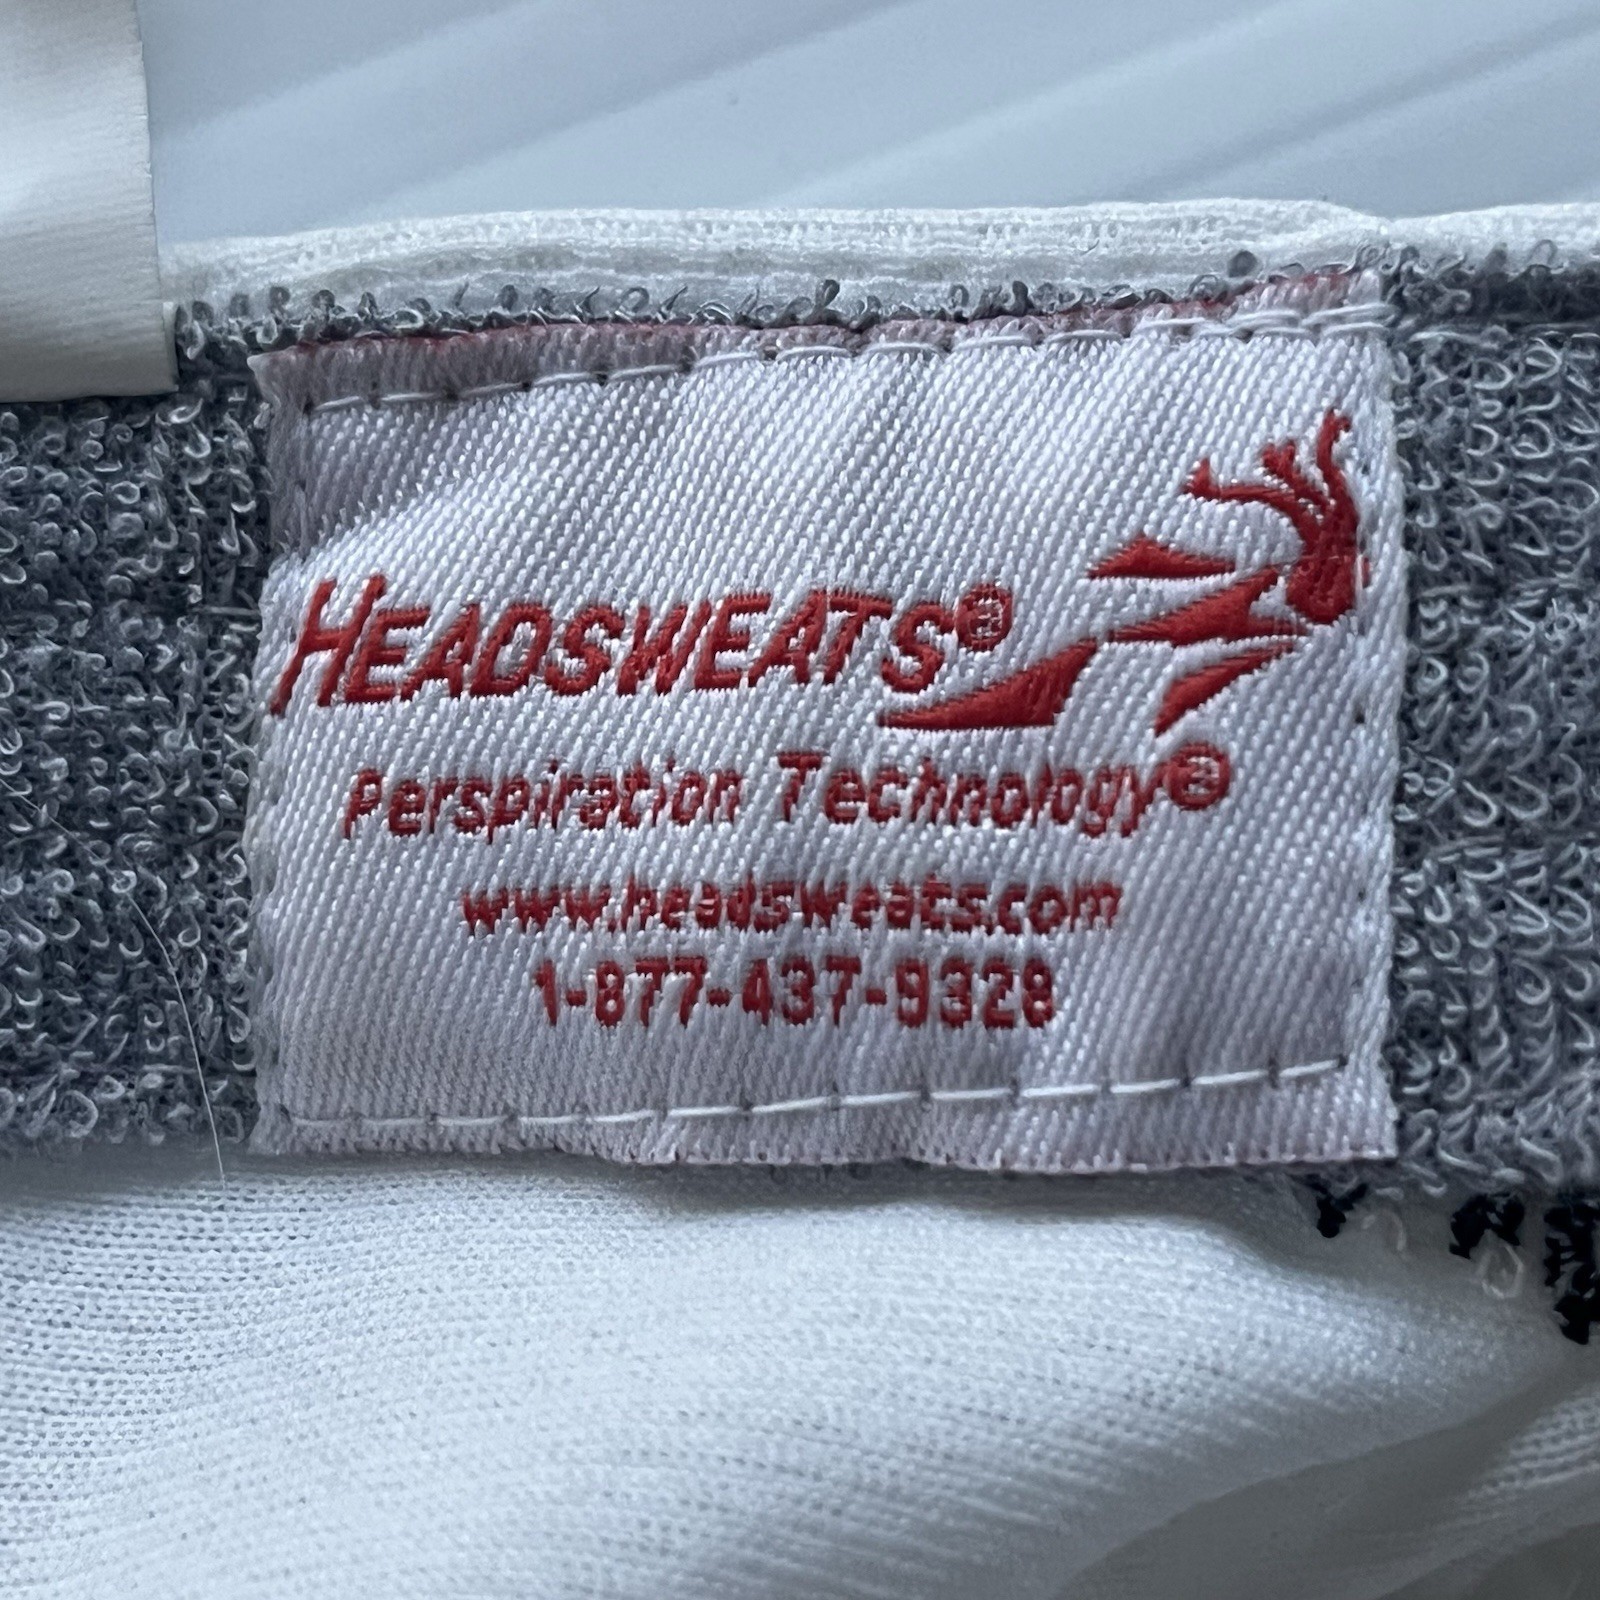 HEADSWEATS®
Perspiration Technology®
www.headsweats.com
1-877-437-9328